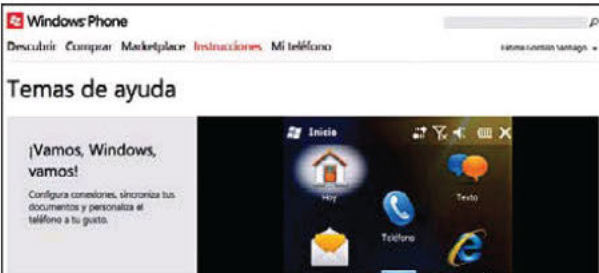 Windows Phone
Descubrir Comprar Marketplace Instrucciones Mi teléfono
Temas de ayuda
¡Vamos, Windows,
vamos!
Configura conexiones, sincroniza tus
documentos y personaliza el
teléfono a tu gusto.
Inicio
Hoy
Teléfono
Texto